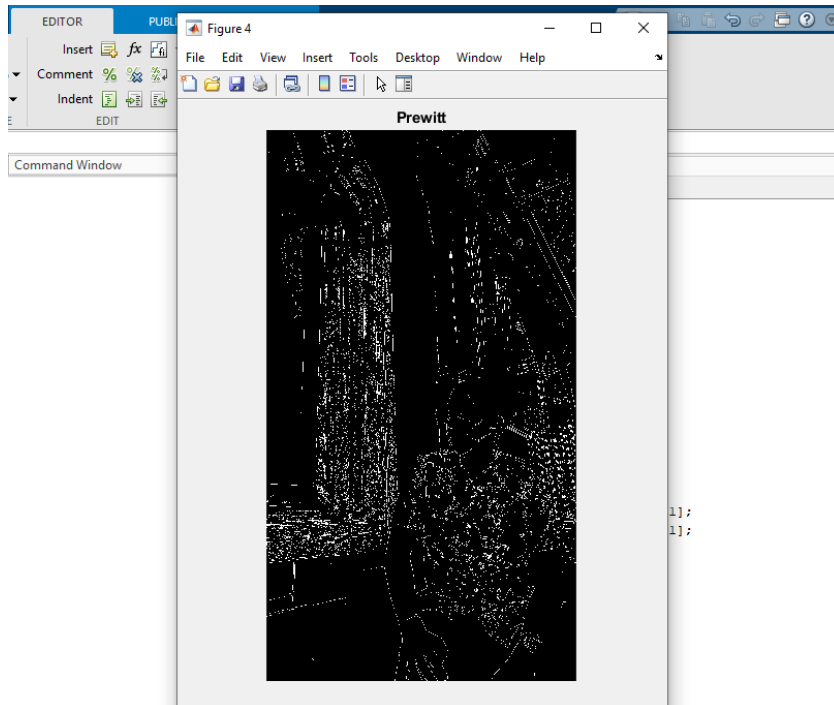 EDITOR
PUBL
Insert
fx
Comment
Indent
EDIT
Command Window
Figure 4
File Edit View Insert Tools Desktop Window Help
Prewitt
1];
1];